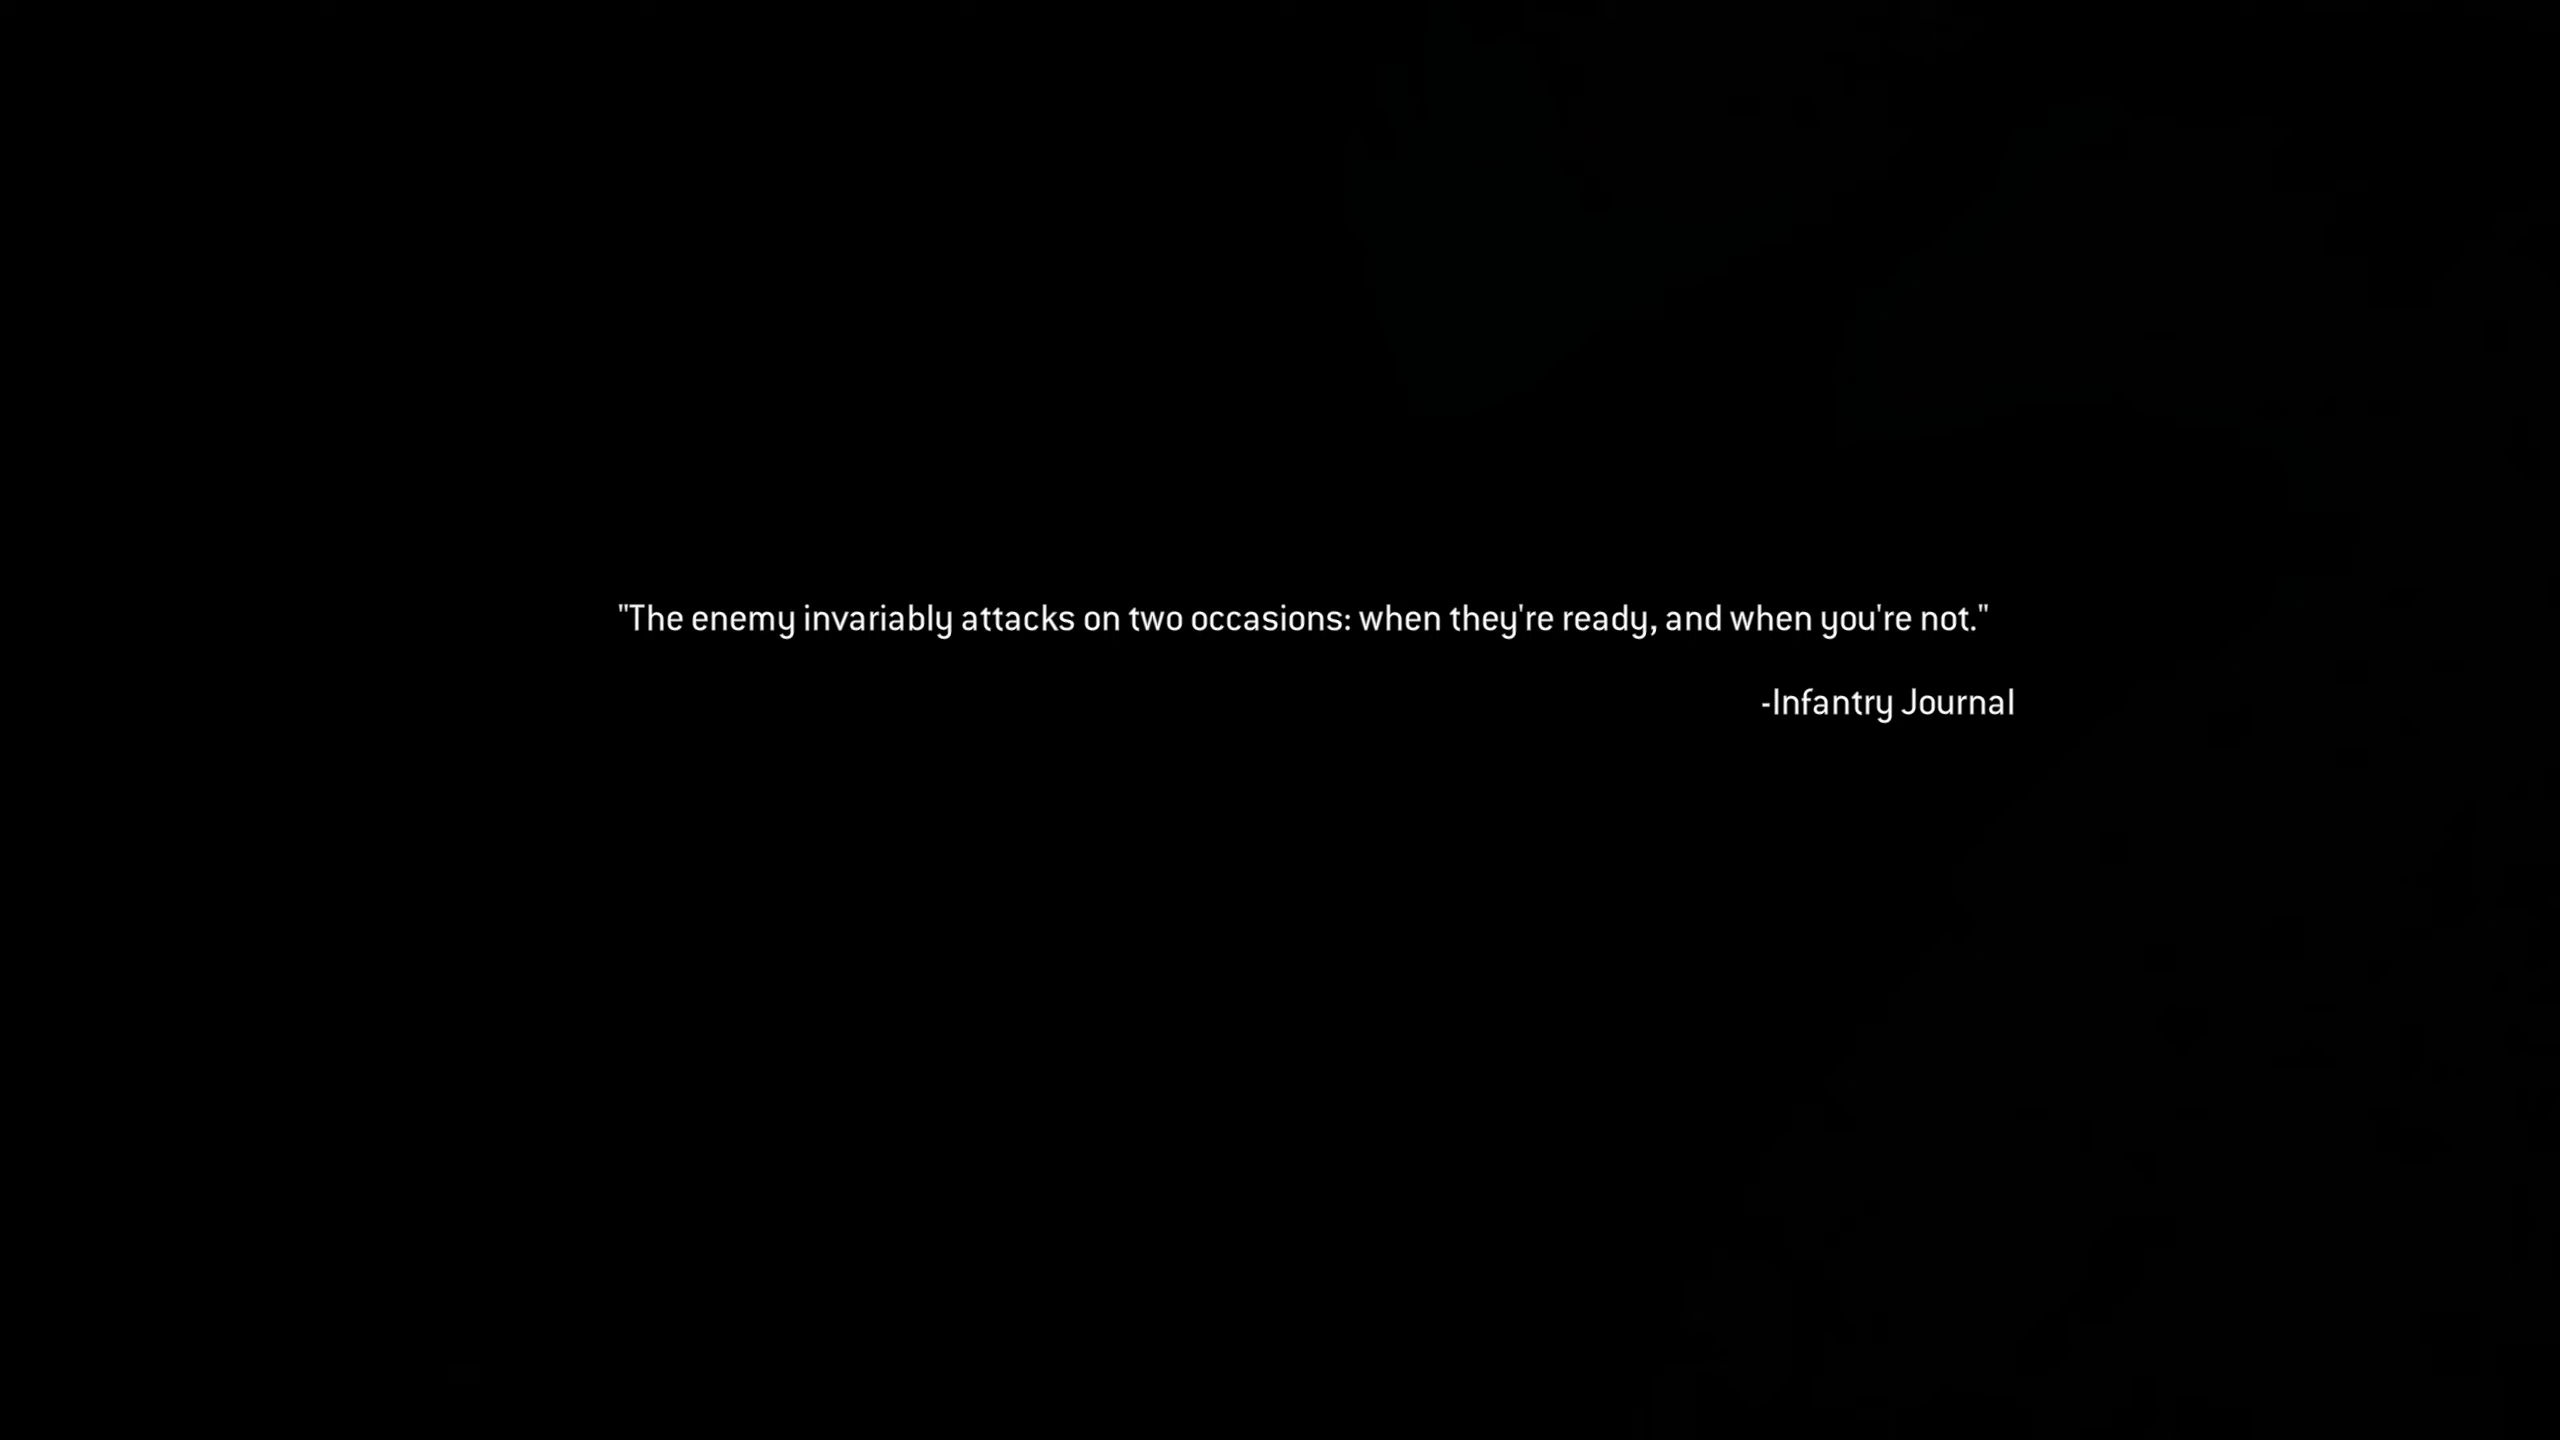 "The enemy invariably attacks on two occasions: when they're ready, and when you're not."
-Infantry Journal